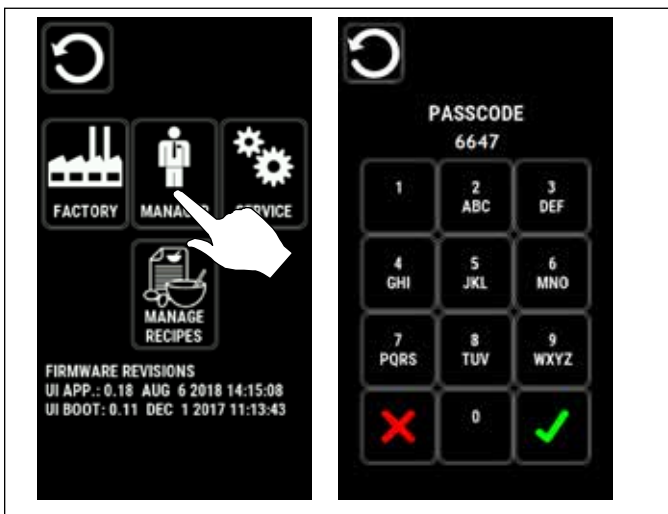 FACTORY
MANAGER
SERVICE
MANAGE
RECIPES
FIRMWARE REVISIONS
UI APP.: 0.18 AUG 6 2018 14:15:08
UI BOOT: 0.11 DEC 1 2017 11:13:43
PASSCODE
6647
1
2
ABC
3
DEF
4
GHI
5
JKL
6
MNO
7
PQRS
8
TUV
9
WXYZ
0